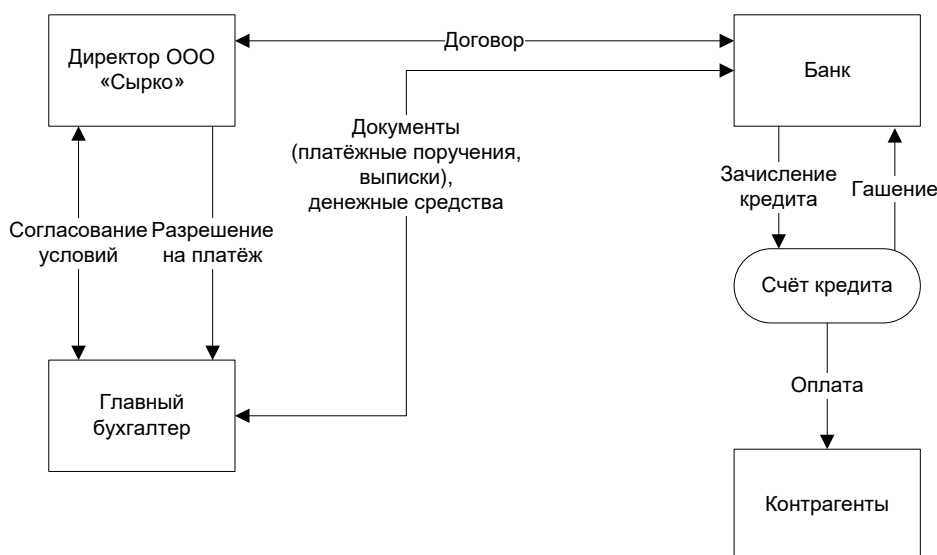 Директор ООО
«Сырко»
Договор
Банк
Документы
(платёжные поручения,
выписки),
денежные средства
Зачисление
кредита
Гашение
Согласование
условий
Разрешение
на платёж
Счёт кредита
Главный
бухгалтер
Оплата
Контрагенты